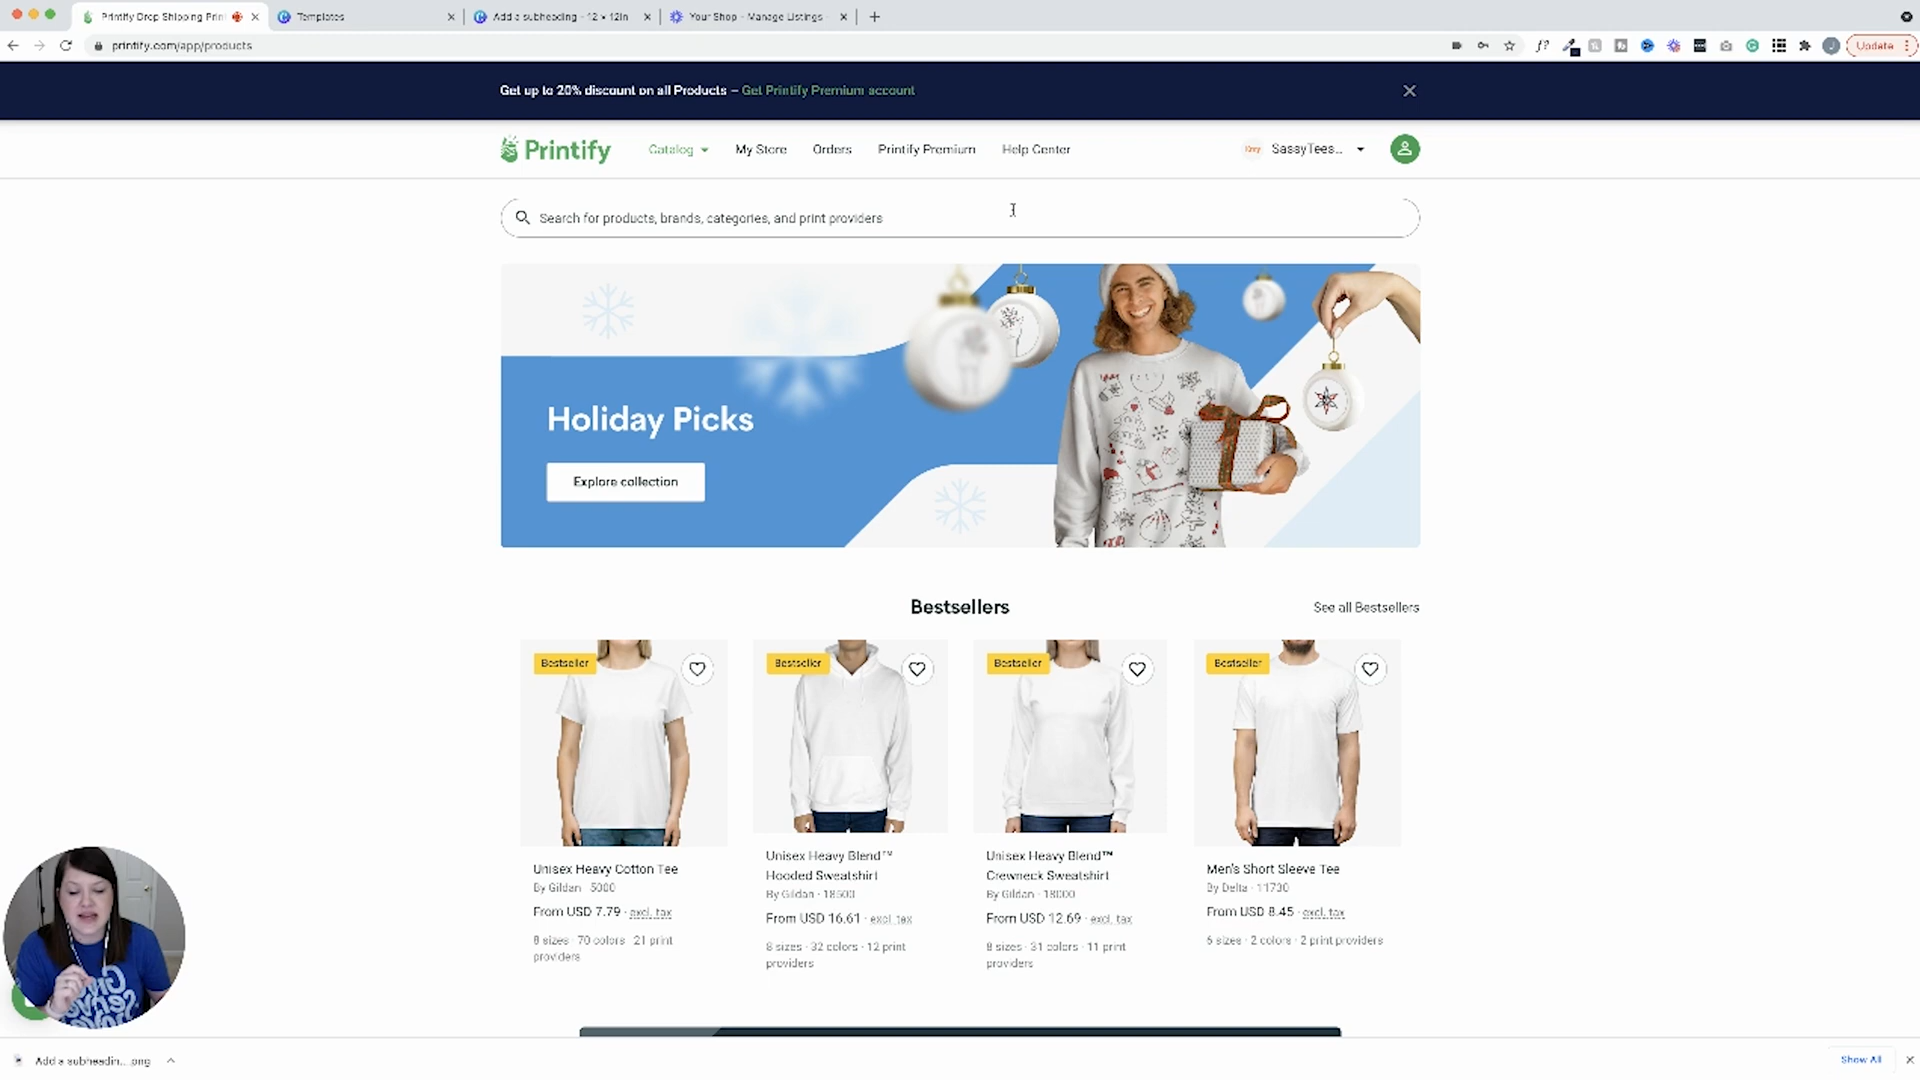 Printify Drop Shipping Prin
Templates
Add a subheading - 12 × 12in
Your Shop - Manage Listings
printify.com/app/products
Update
Get up to 20% discount on all Products – Get Printify Premium account
Printify
Catalog
My Store
Orders
Printify Premium
Help Center
Etsy
SassyTees...
Search for products, brands, categories, and print providers
Holiday Picks
Explore collection
Bestsellers
See all Bestsellers
Bestseller
Bestseller
Bestseller
Bestseller
Unisex Heavy Cotton Tee
By Gildan · 5000
From USD 7.79 · excl. tax
8 sizes · 70 colors · 21 print
providers
Unisex Heavy Blend™
Hooded Sweatshirt
By Gildan · 18500
From USD 16.61 · excl. tax
8 sizes · 32 colors · 12 print
providers
Unisex Heavy Blend™
Crewneck Sweatshirt
By Gildan · 18000
From USD 12.69 · excl. tax
8 sizes · 31 colors · 11 print
providers
Men's Short Sleeve Tee
By Delta · 11730
From USD 8.45 · excl. tax
6 sizes · 2 colors · 2 print providers
Add a subheadin....png
Show All